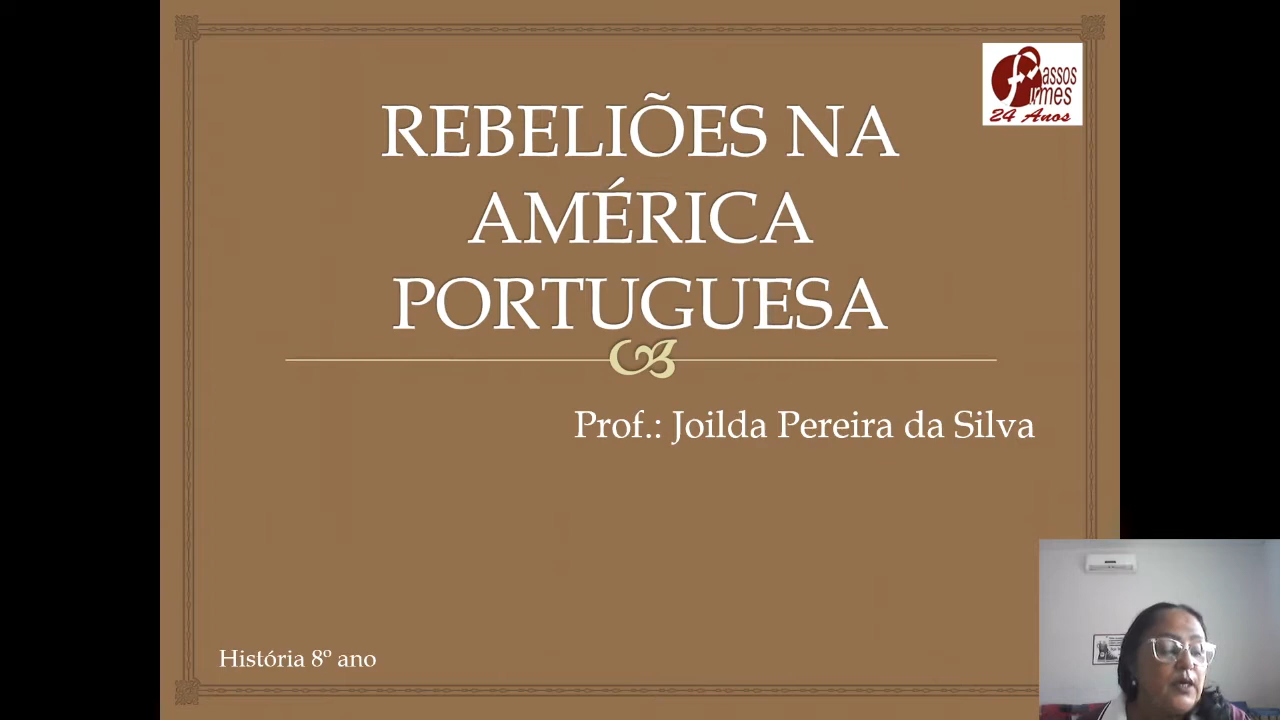 REBELIÕES NA
AMÉRICA
PORTUGUESA
Prof.: Joilda Pereira da Silva
História 8º ano
Passos
Firmes
24 Anos